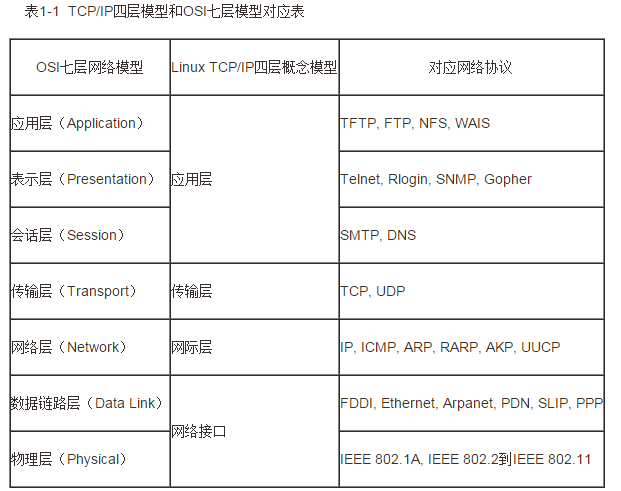 表1-1 TCP/IP四层模型和OSI七层模型对应表
OSI七层网络模型 Linux TCP/IP四层概念模型 对应网络协议
应用层（Application） TFTP, FTP, NFS, WAIS
表示层（Presentation） 应用层 Telnet, Rlogin, SNMP, Gopher
会话层（Session） SMTP, DNS
传输层（Transport） 传输层 TCP, UDP
网络层（Network） 网际层 IP, ICMP, ARP, RARP, AKP, UUCP
数据链路层（Data Link） FDDI, Ethernet, Arpanet, PDN, SLIP, PPP
网络接口
物理层（Physical） IEEE 802.1A, IEEE 802.2到IEEE 802.11